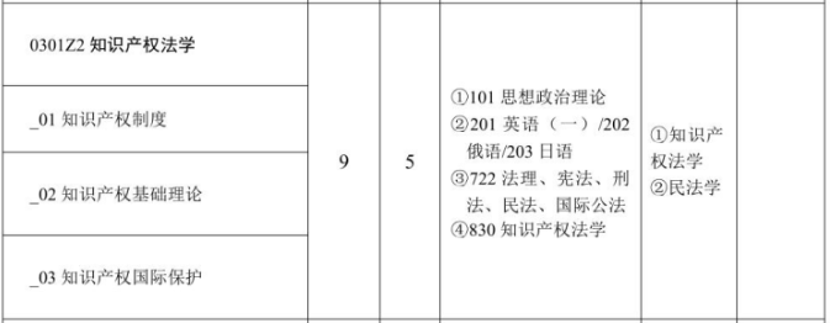 0301Z2 知识产权法学
_01 知识产权制度
_02 知识产权基础理论
_03 知识产权国际保护
9
5
①101 思想政治理论
②201 英语（一）/202
俄语/203 日语
③722 法理、宪法、刑
法、民法、国际公法
④830 知识产权法学
①知识产
权法学
②民法学